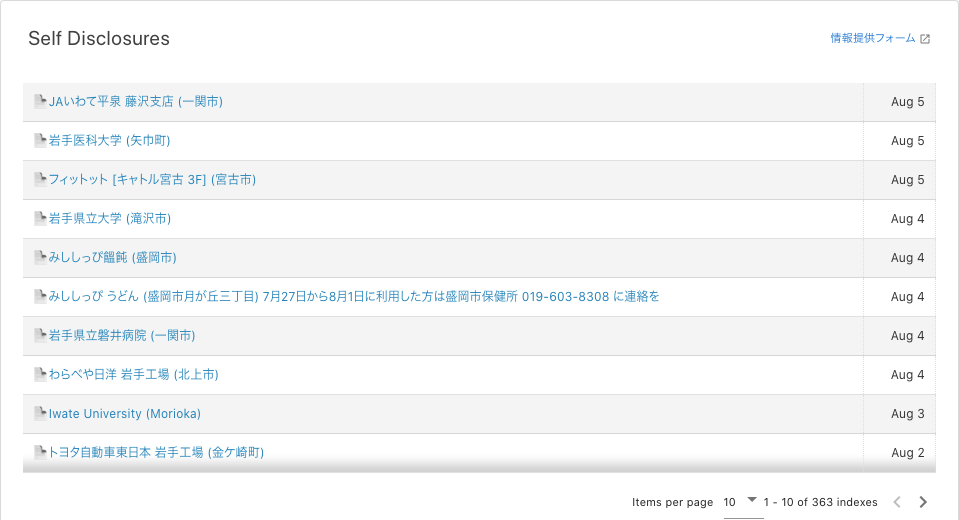 Self Disclosures
情報提供フォーム
JAいわて平泉 藤沢支店 (一関市) Aug 5
岩手医科大学 (矢巾町) Aug 5
フィットット [キャトル宮古 3F] (宮古市) Aug 5
岩手県立大学 (滝沢市) Aug 4
みししっぴ饂飩 (盛岡市) Aug 4
みししっぴ うどん (盛岡市月が丘三丁目) 7月27日から8月1日に利用した方は盛岡市保健所 019-603-8308 に連絡を Aug 4
岩手県立磐井病院 (一関市) Aug 4
わらべや日洋 岩手工場 (北上市) Aug 4
Iwate University (Morioka) Aug 3
トヨタ自動車東日本 岩手工場 (金ケ崎町) Aug 2
Items per page 10 1 - 10 of 363 indexes